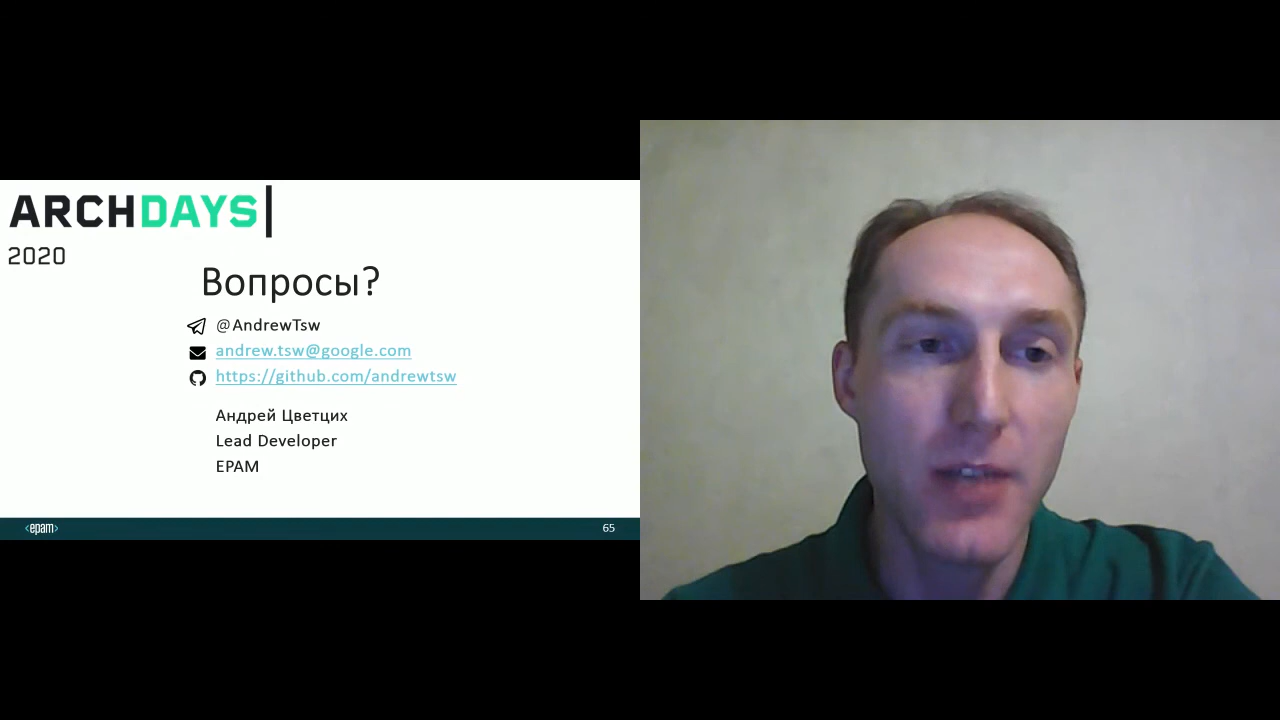 ARCHDAYS
2020
Вопросы?
@AndrewTsw
andrew.tsw@google.com
https://github.com/andrewtsw
Андрей Цветцих
Lead Developer
EPAM
<epam>
65